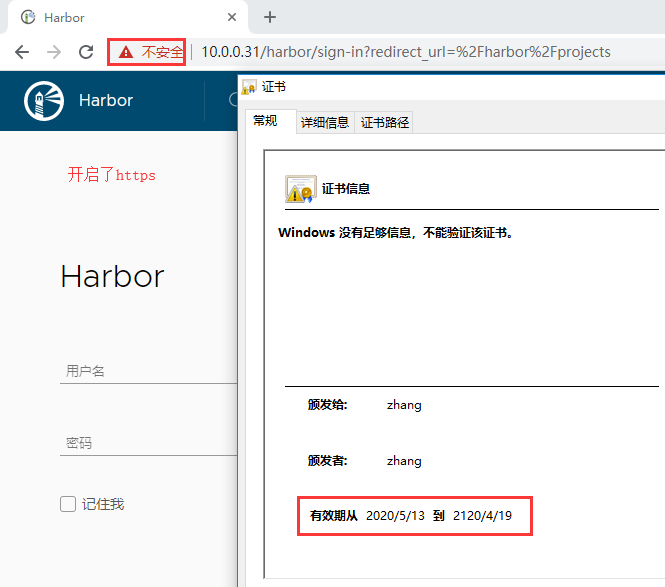 Harbor
不安全
10.0.0.31/harbor/sign-in?redirect_url=%2Fharbor%2Fprojects
证书
Harbor
常规 详细信息 证书路径
开启了https
证书信息
Windows 没有足够信息，不能验证该证书。
Harbor
用户名
颁发给: zhang
密码
颁发者: zhang
记住我
有效期从 2020/5/13 到 2120/4/19